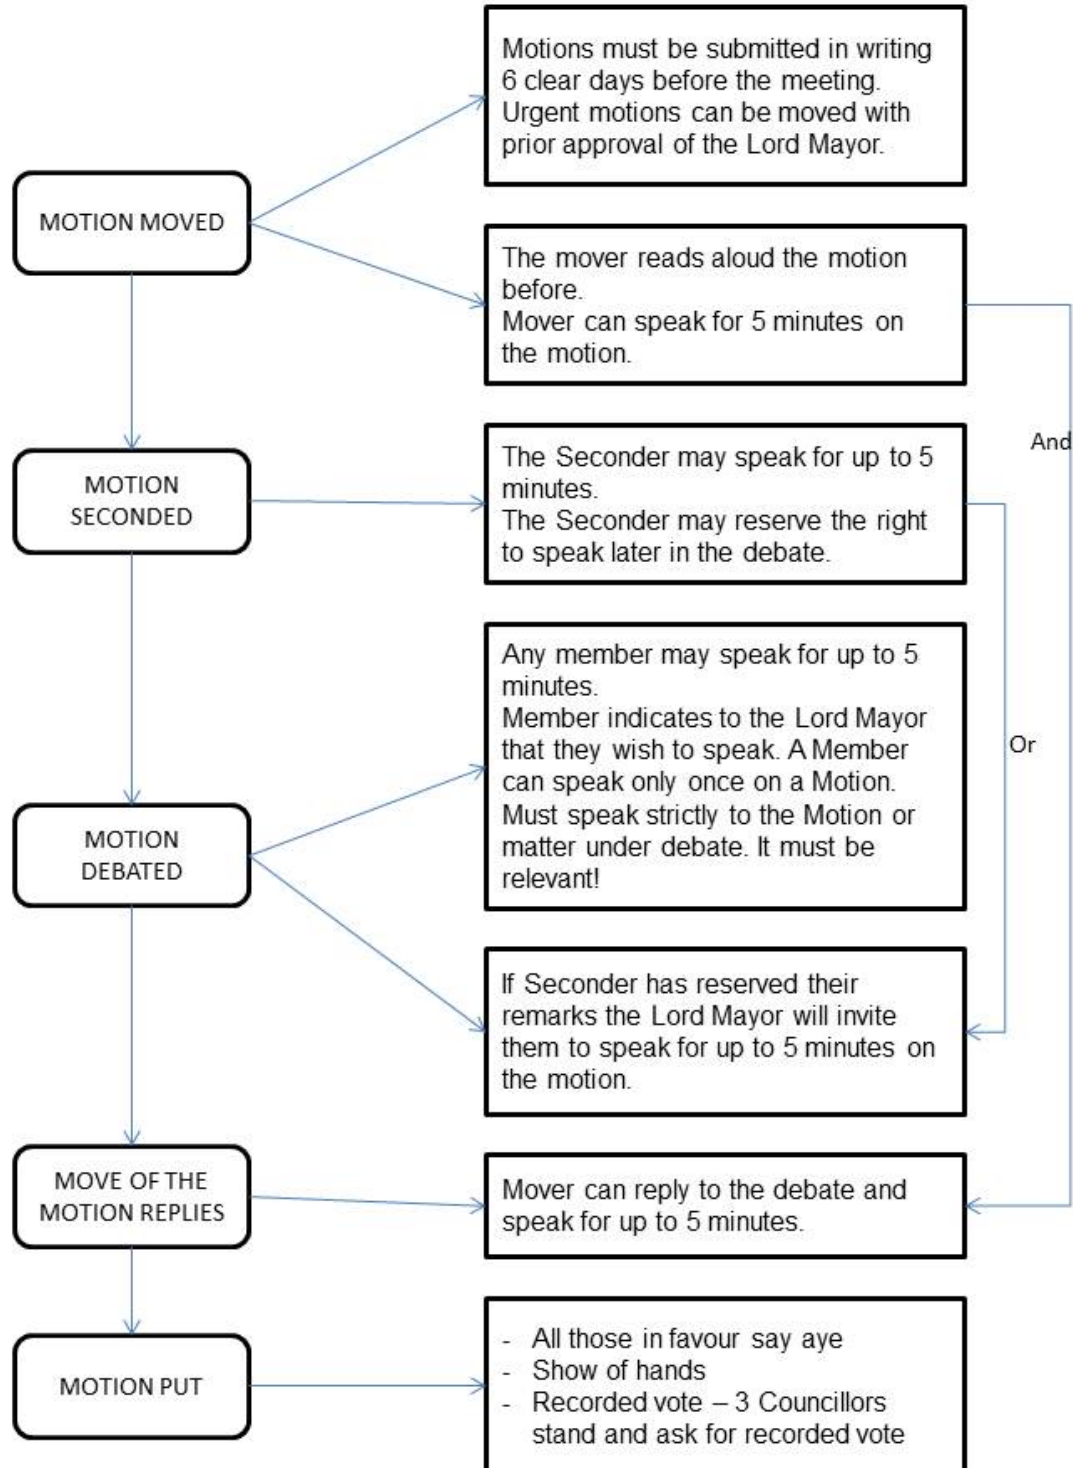 Motions must be submitted in writing
6 clear days before the meeting.
Urgent motions can be moved with
prior approval of the Lord Mayor.
MOTION MOVED
The mover reads aloud the motion
before.
Mover can speak for 5 minutes on
the motion.
And
MOTION
SECONDED
The Seconder may speak for up to 5
minutes.
The Seconder may reserve the right
to speak later in the debate.
Any member may speak for up to 5
minutes.
Member indicates to the Lord Mayor
that they wish to speak. A Member
can speak only once on a Motion.
Must speak strictly to the Motion or
matter under debate. It must be
relevant!
Or
MOTION
DEBATED
If Seconder has reserved their
remarks the Lord Mayor will invite
them to speak for up to 5 minutes on
the motion.
MOVE OF THE
MOTION REPLIES
Mover can reply to the debate and
speak for up to 5 minutes.
MOTION PUT
- All those in favour say aye
- Show of hands
- Recorded vote – 3 Councillors
stand and ask for recorded vote